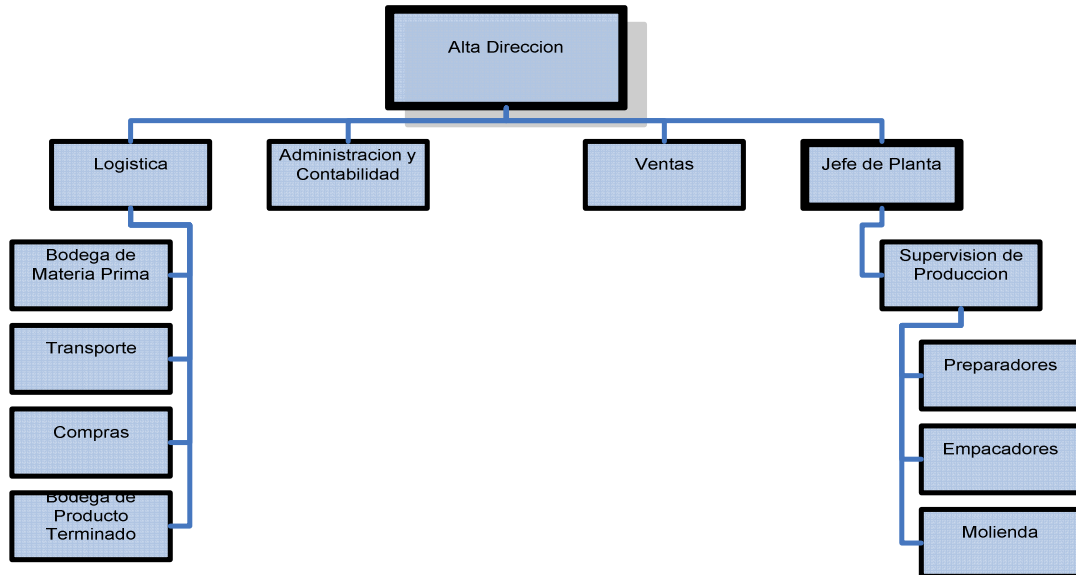 Alta Direccion
Logistica
Administracion y
Contabilidad
Ventas
Jefe de Planta
Bodega de
Materia Prima
Supervision de
Produccion
Transporte
Preparadores
Compras
Empacadores
Bodega de
Producto
Terminado
Molienda